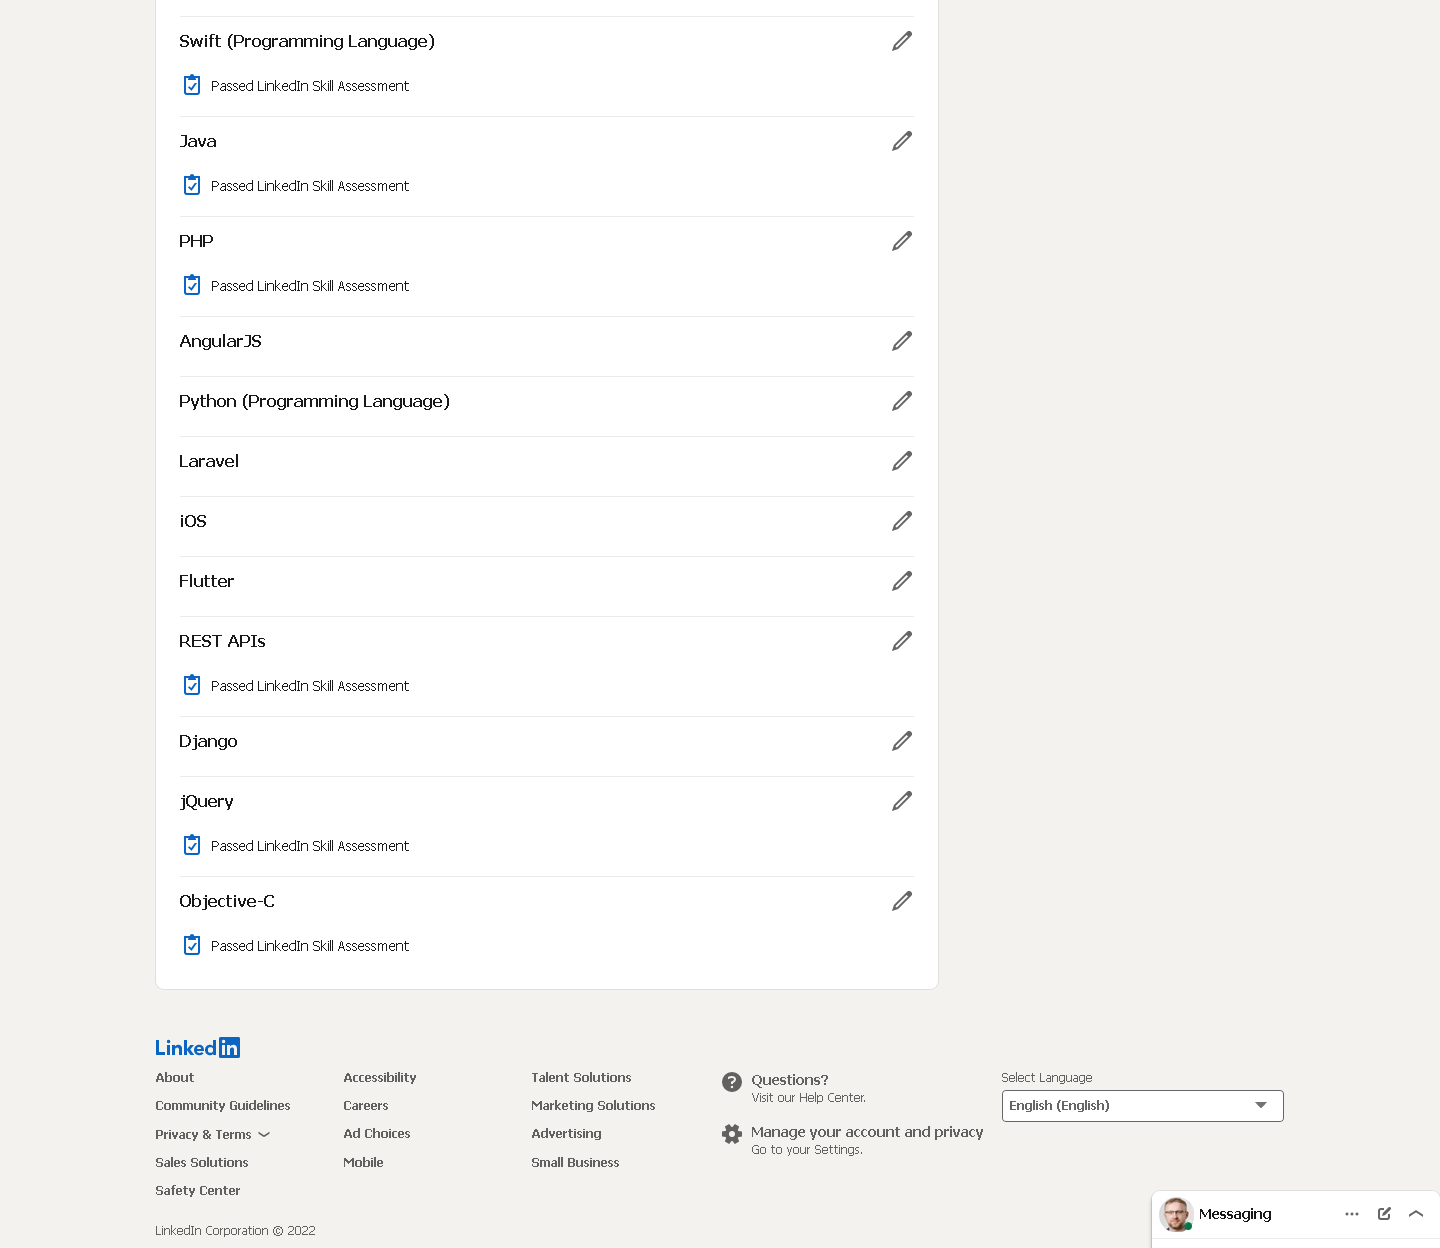 Swift (Programming Language)
Passed LinkedIn Skill Assessment
Java
Passed LinkedIn Skill Assessment
PHP
Passed LinkedIn Skill Assessment
AngularJS
Python (Programming Language)
Laravel
iOS
Flutter
REST APIs
Passed LinkedIn Skill Assessment
Django
jQuery
Passed LinkedIn Skill Assessment
Objective-C
Passed LinkedIn Skill Assessment
Linkedin
About
Community Guidelines
Privacy & Terms
Sales Solutions
Safety Center
Accessibility
Careers
Ad Choices
Mobile
Talent Solutions
Marketing Solutions
Advertising
Small Business
Questions?
Visit our Help Center.
Manage your account and privacy
Go to your Settings.
Select Language
English (English)
LinkedIn Corporation © 2022
Messaging